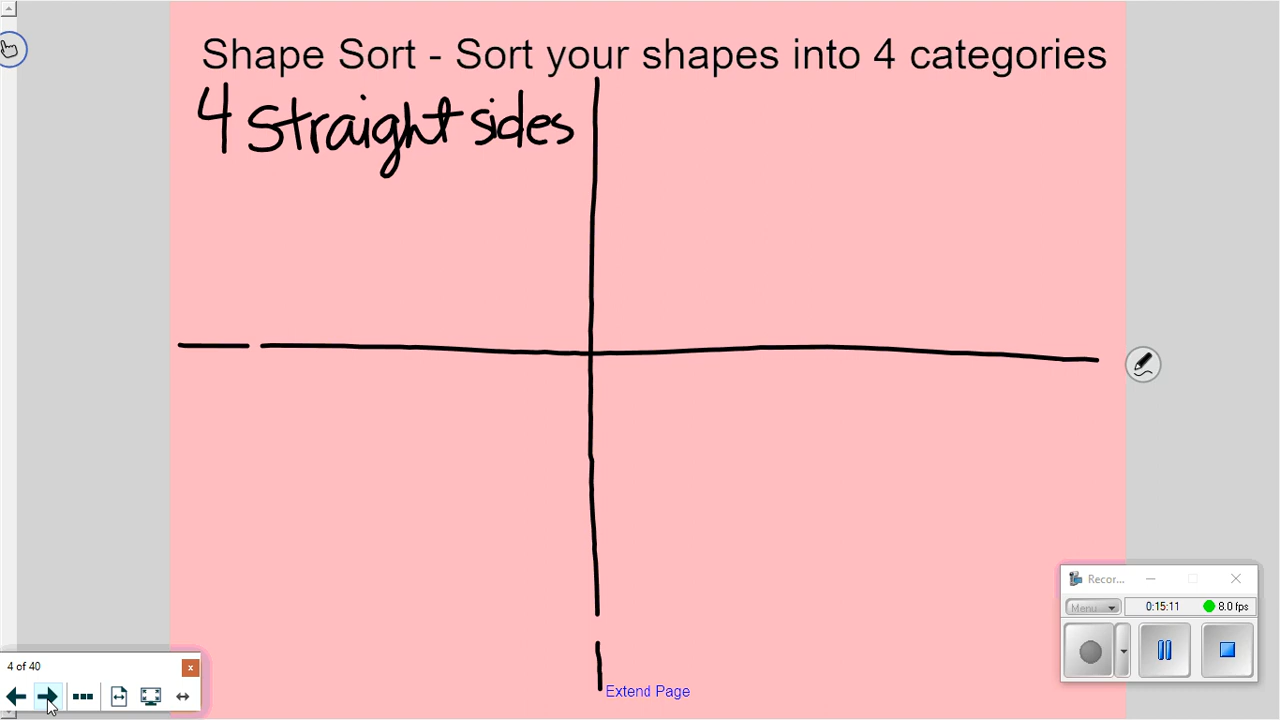 Shape Sort - Sort your shapes into 4 categories
4 straight sides
Recor...
Menu
0:15:11
8.0 fps
4 of 40
x
Extend Page